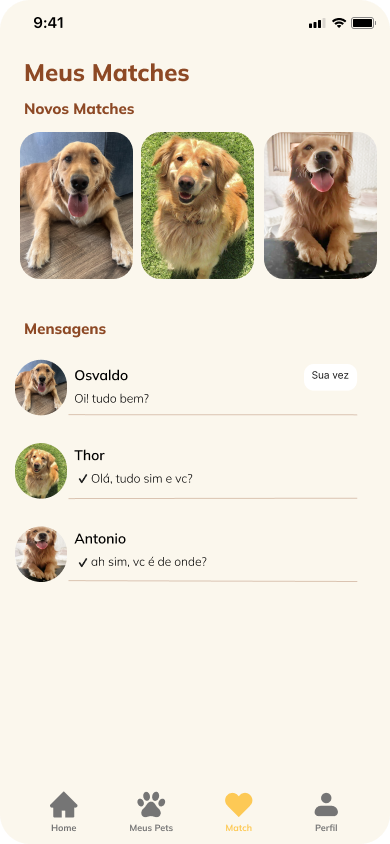 9:41
Meus Matches
Novos Matches
Mensagens
Osvaldo
Sua vez
Oi! tudo bem?
Thor
✓ Olá, tudo sim e vc?
Antonio
✓ ah sim, vc é de onde?
Home Meus Pets Match Perfil